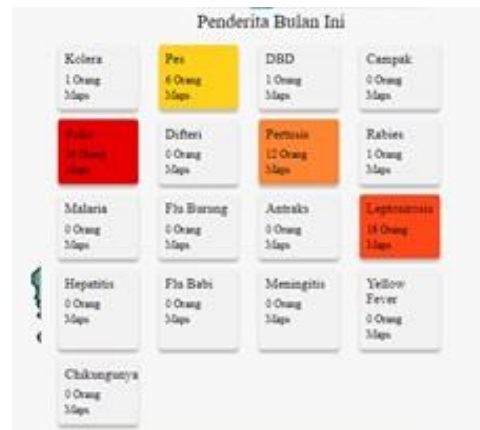 Penderita Bulan Ini
Kolera
1 Orang
Maps
Pes
6 Orang
Maps
DBD
1 Orang
Maps
Campak
0 Orang
Maps
Polio
Orang
Maps
Difteri
0 Orang
Maps
Pertusis
12 Orang
Maps
Rabies
1 Orang
Maps
Malaria
0 Orang
Maps
Flu Burung
0 Orang
Maps
Antraks
0 Orang
Maps
Leptospirosis
16 Orang
Maps
Hepatitis
0 Orang
Maps
Flu Babi
0 Orang
Maps
Meningitis
0 Orang
Maps
Yellow
Fever
0 Orang
Maps
Chikungunya
0 Orang
Maps